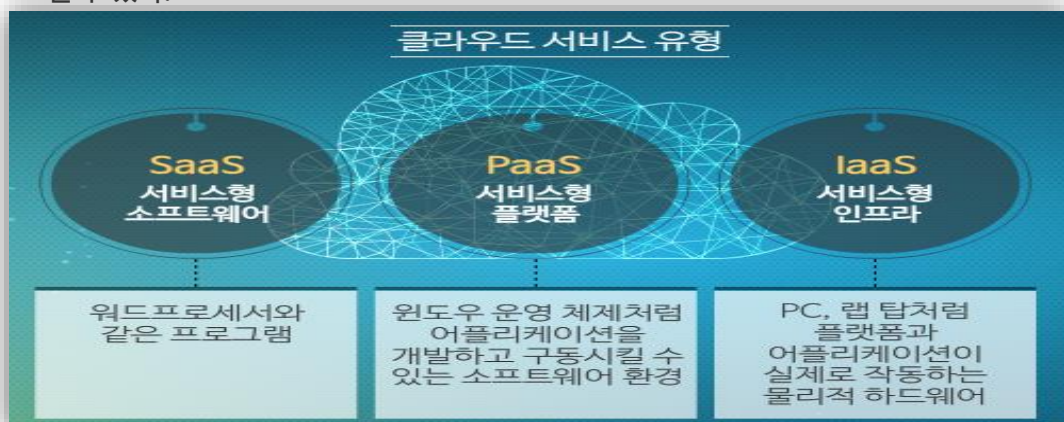 클라우드 서비스 유형
SaaS
서비스형
소프트웨어
PaaS
서비스형
플랫폼
IaaS
서비스형
인프라
워드프로세서와
같은 프로그램
윈도우 운영 체제처럼
어플리케이션을
개발하고 구동시킬 수
있는 소프트웨어 환경
PC, 랩 탑처럼
플랫폼과
어플리케이션이
실제로 작동하는
물리적 하드웨어